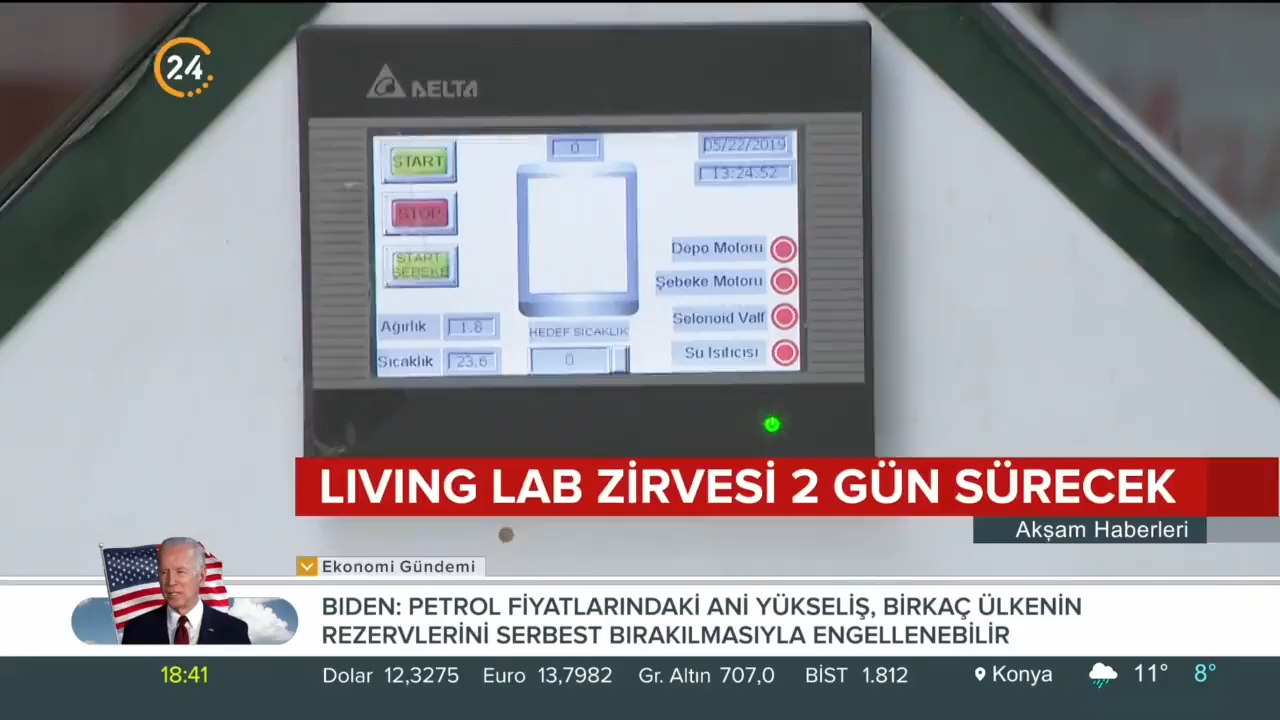 24
DELTA
START
0
05/22/2019
13:24:52
STOP
START
ŞEBEKE
Depo Motoru
Şebeke Motoru
Selonoid Valf
Su Isıtıcısı
Ağırlık 1.8
HEDEF SICAKLIK
Sıcaklık 23.6
0
LIVING LAB ZİRVESİ 2 GÜN SÜRECEK
Akşam Haberleri
Ekonomi Gündemi
BIDEN: PETROL FİYATLARINDAKİ ANİ YÜKSELİŞ, BİRKAÇ ÜLKENİN
REZERVLERİNİ SERBEST BIRAKILMASIYLA ENGELLENEBİLİR
18:41 Dolar 12,3275 Euro 13,7982 Gr. Altın 707,0 BİST 1.812 Konya 11° 8°